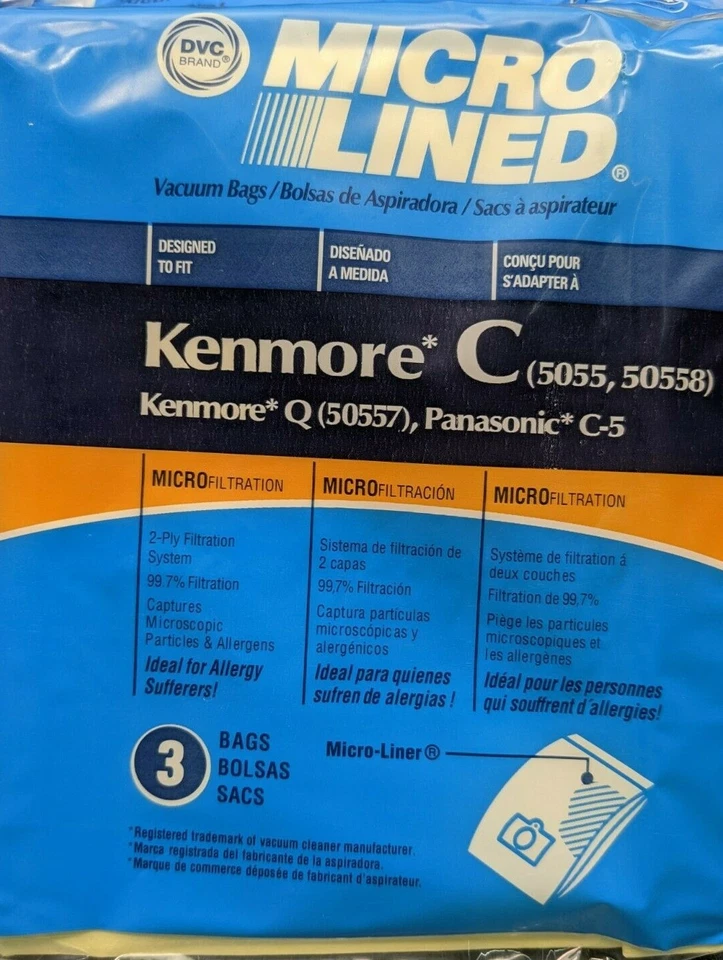 DVC
BRAND®
MICRO
LINED®
Vacuum Bags / Bolsas de Aspiradora / Sacs à aspirateur
DESIGNED
TO FIT
DISEÑADO
A MEDIDA
CONÇU POUR
S'ADAPTER À
Kenmore* C (5055, 50558)
Kenmore* Q (50557), Panasonic* C-5
MICROFILTRATION
2-Ply Filtration
System
99.7% Filtration
Captures
Microscopic
Particles & Allergens
Ideal for Allergy
Sufferers!
MICROFILTRACIÓN
Sistema de filtración de
2 capas
99,7% Filtración
Captura partículas
microscópicas y
alergénicos
Ideal para quienes
sufren de alergias !
MICROFILTRATION
Système de filtration á
deux couches
Filtration de 99,7%
Piège les particules
microscopiques et
les allergènes
Idéal pour les personnes
qui souffrent d´allergies!
3
BAGS
BOLSAS
SACS
Micro-Liner®
*Registered trademark of vacuum cleaner manufacturer.
*Marca registrada del fabricante de la aspiradora.
*Marque de commerce déposée de fabricant d'aspirateur.